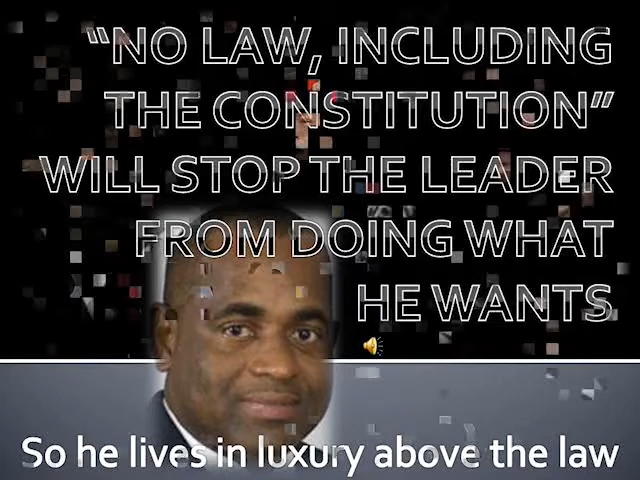 “NO LAW, INCLUDING
THE CONSTITUTION”
WILL STOP THE LEADER
FROM DOING WHAT
HE WANTS
So he lives in luxury above the law